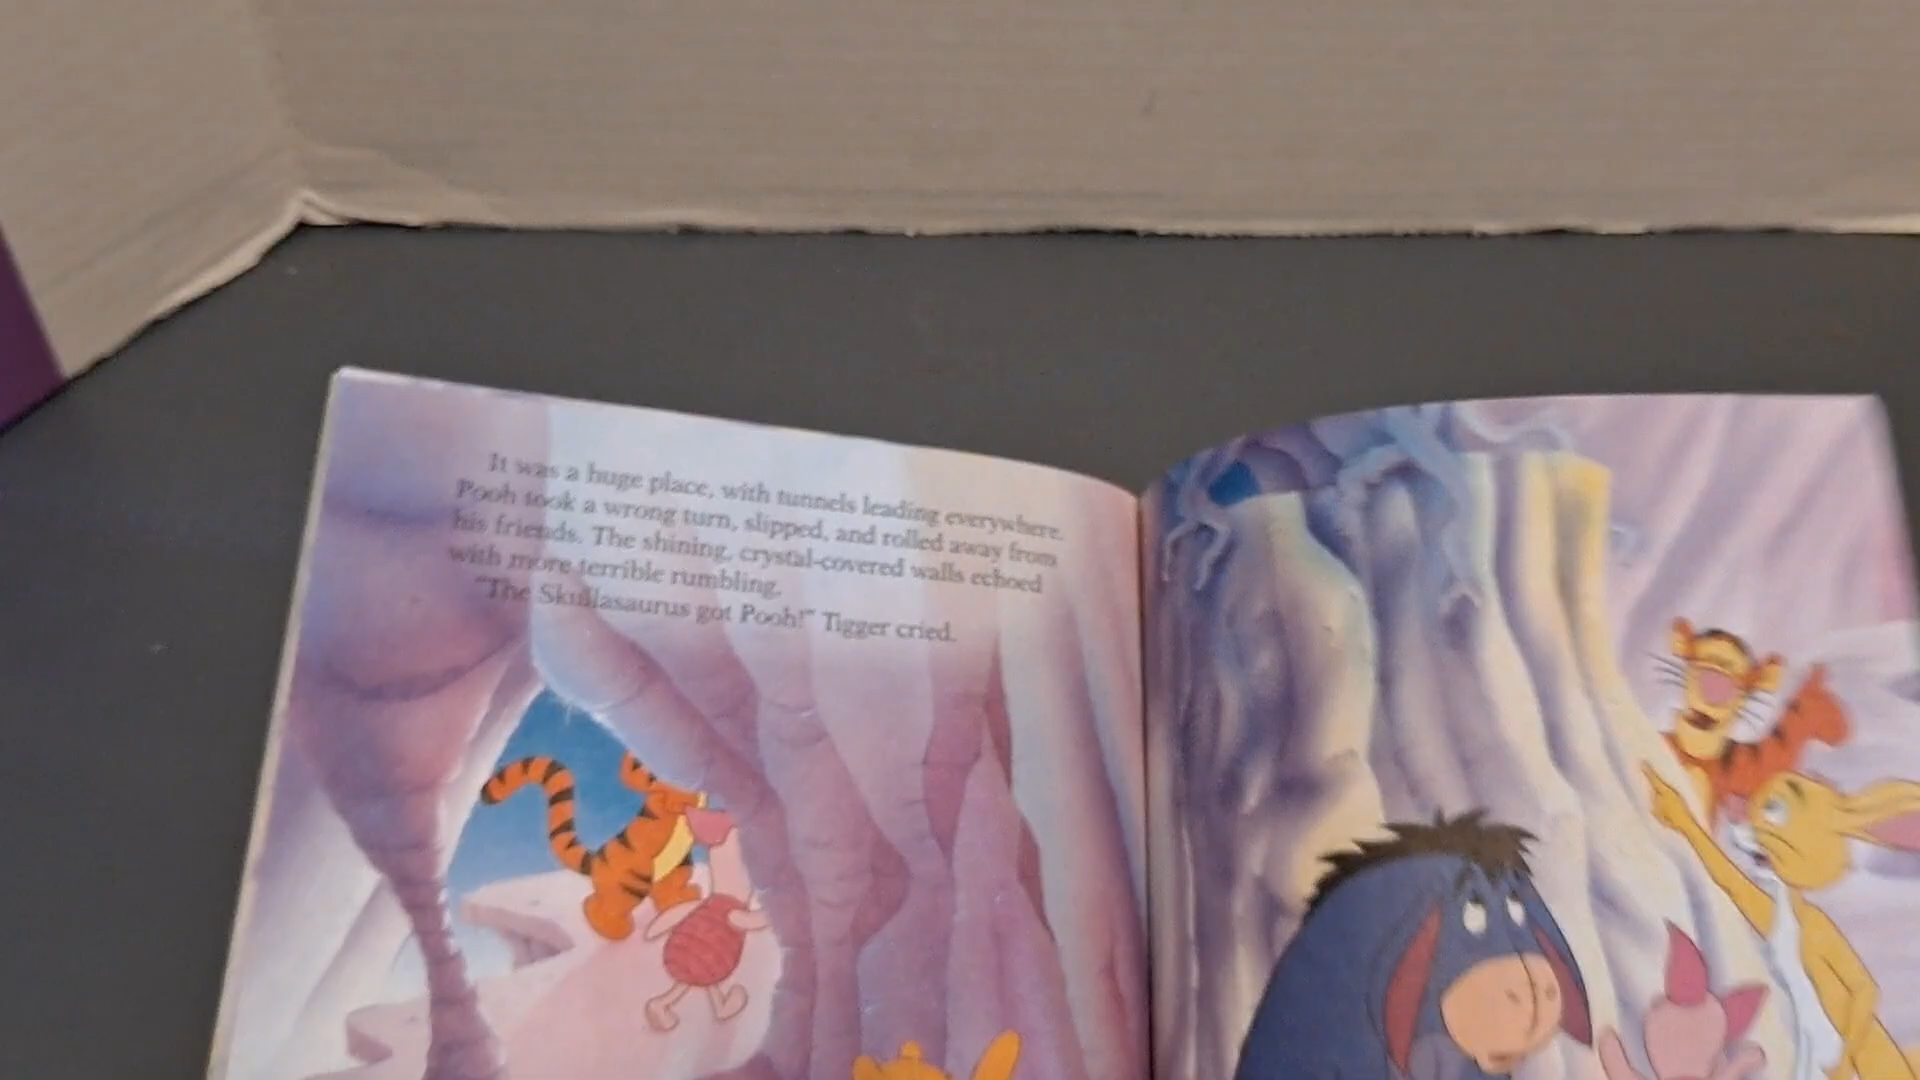 It was a huge place, with tunnels leading everywhere.
Pooh took a wrong turn, slipped, and rolled away from
his friends. The shining, crystal-covered walls echoed
with more terrible rumbling.
"The Skullasaurus got Pooh!" Tigger cried.